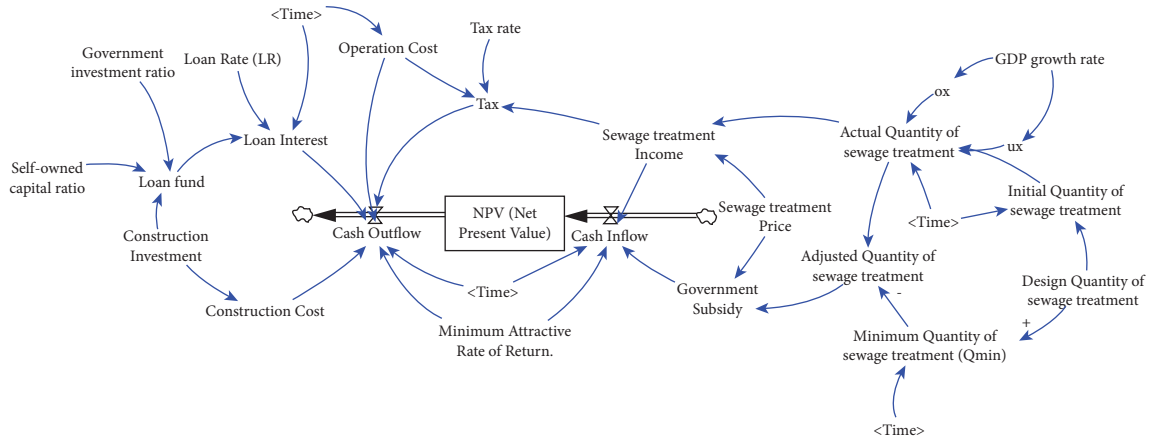 <Time>
Tax rate
Government
investment ratio
Loan Rate (LR)
Operation Cost
GDP growth rate
ox
Tax
Loan Interest
Sewage treatment
Income
Actual Quantity of
sewage treatment
ux
Self-owned
capital ratio
Loan fund
Initial Quantity of
sewage treatment
NPV (Net
Present Value)
Sewage treatment
Price
<Time>
Construction
Investment
Cash Outflow
Cash Inflow
Adjusted Quantity of
sewage treatment
-
<Time>
Government
Subsidy
Design Quantity of
sewage treatment
+
Construction Cost
Minimum Attractive
Rate of Return.
Minimum Quantity of
sewage treatment (Qmin)
<Time>